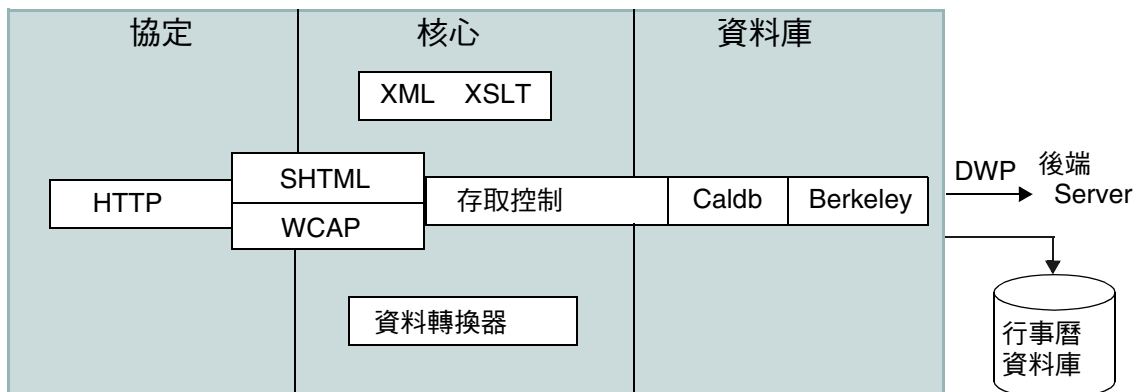 協定 核心 資料庫
XML XSLT
HTTP
SHTML
WCAP
存取控制
Caldb
Berkeley
DWP
後端
Server
資料轉換器
行事曆
資料庫